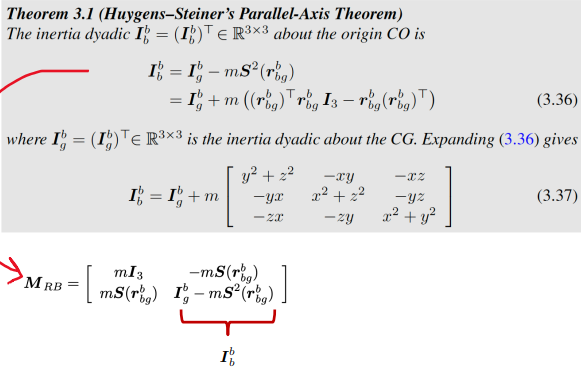 Theorem 3.1 (Huygens–Steiner's Parallel-Axis Theorem)
The inertia dyadic $\boldsymbol{I}_b^b = (\boldsymbol{I}_b^b)^\top \in \mathbb{R}^{3\times3}$ about the origin CO is
$\boldsymbol{I}_b^b = \boldsymbol{I}_g^b - m\boldsymbol{S}^2(\boldsymbol{r}_{bg}^b)$
$= \boldsymbol{I}_g^b + m\left((\boldsymbol{r}_{bg}^b)^\top \boldsymbol{r}_{bg}^b \boldsymbol{I}_3 - \boldsymbol{r}_{bg}^b(\boldsymbol{r}_{bg}^b)^\top\right)$ (3.36)
where $\boldsymbol{I}_g^b = (\boldsymbol{I}_g^b)^\top \in \mathbb{R}^{3\times3}$ is the inertia dyadic about the CG. Expanding (3.36) gives
$\boldsymbol{I}_b^b = \boldsymbol{I}_g^b + m \begin{bmatrix} y^2+z^2 & -xy & -xz \\ -yx & x^2+z^2 & -yz \\ -zx & -zy & x^2+y^2 \end{bmatrix}$ (3.37)
$\boldsymbol{M}_{RB} = \begin{bmatrix} m\boldsymbol{I}_3 & -m\boldsymbol{S}(\boldsymbol{r}_{bg}^b) \\ m\boldsymbol{S}(\boldsymbol{r}_{bg}^b) & \boldsymbol{I}_g^b - m\boldsymbol{S}^2(\boldsymbol{r}_{bg}^b) \end{bmatrix}$
$\boldsymbol{I}_b^b$